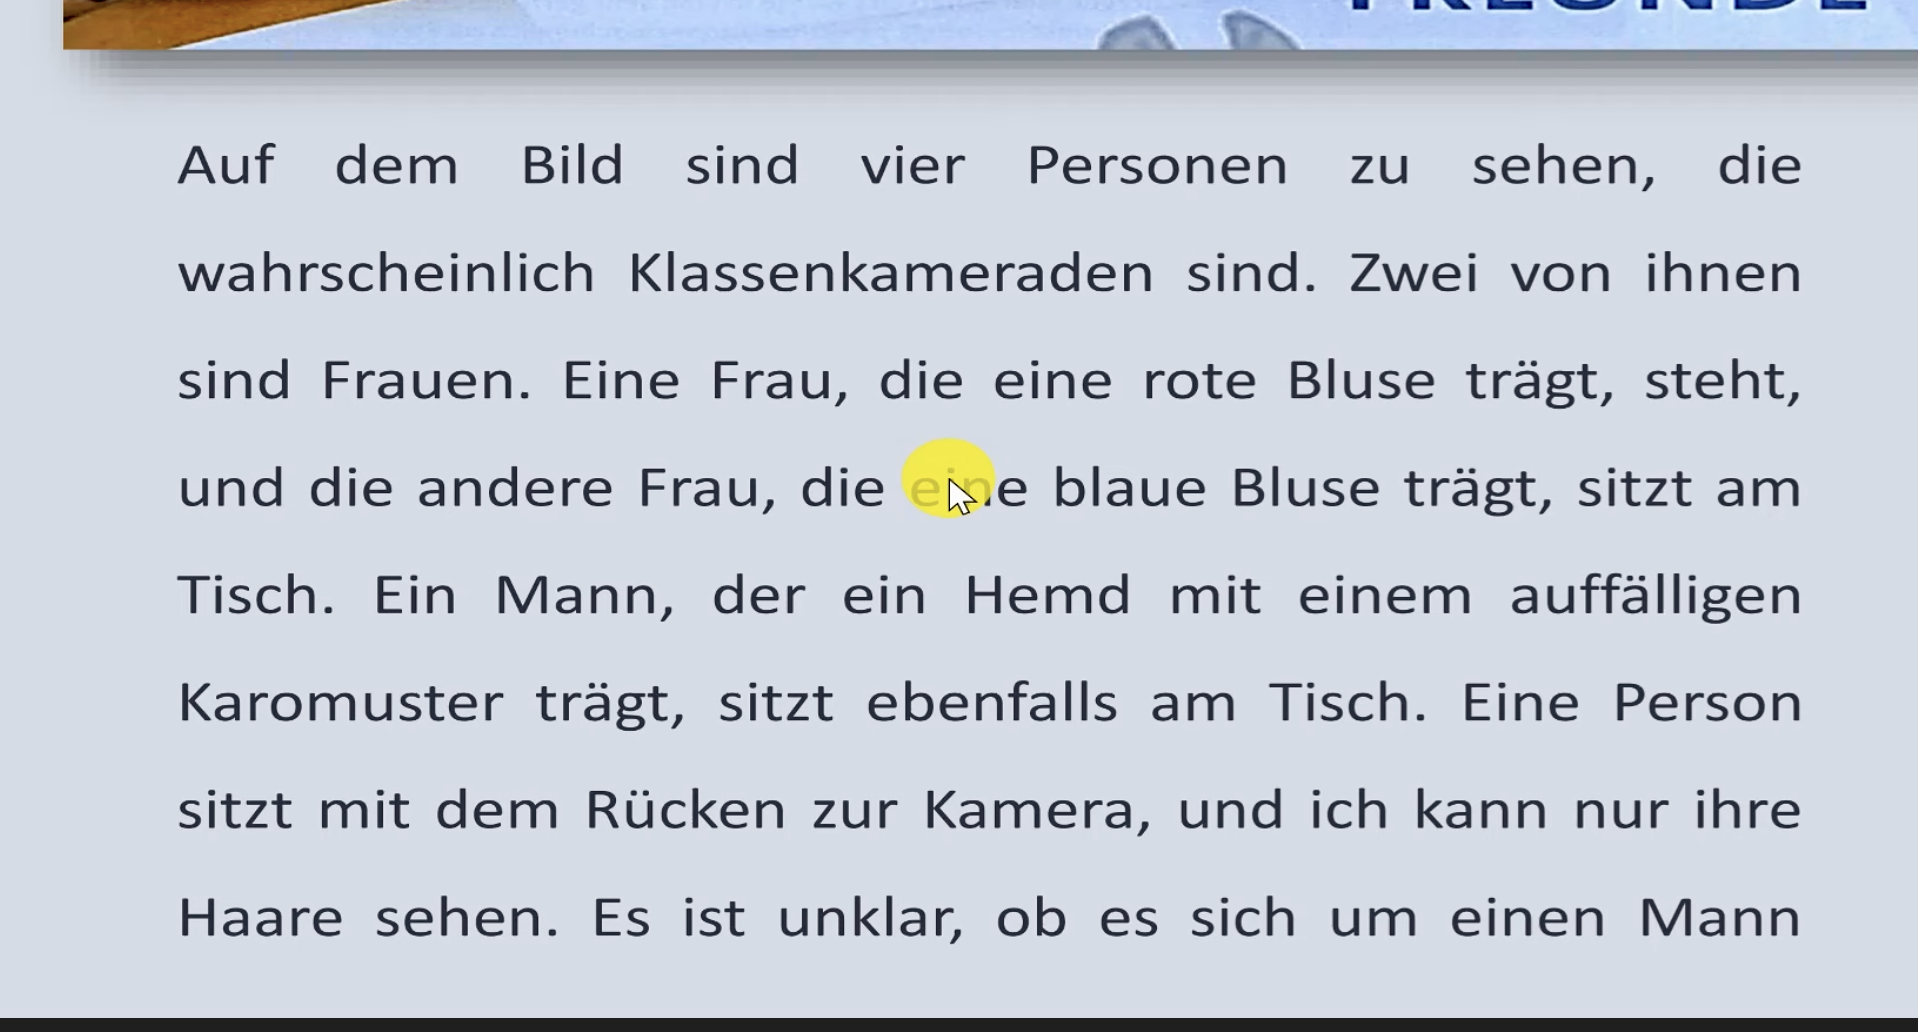 FREUNDE
Auf dem Bild sind vier Personen zu sehen, die
wahrscheinlich Klassenkameraden sind. Zwei von ihnen
sind Frauen. Eine Frau, die eine rote Bluse trägt, steht,
und die andere Frau, die eine blaue Bluse trägt, sitzt am
Tisch. Ein Mann, der ein Hemd mit einem auffälligen
Karomuster trägt, sitzt ebenfalls am Tisch. Eine Person
sitzt mit dem Rücken zur Kamera, und ich kann nur ihre
Haare sehen. Es ist unklar, ob es sich um einen Mann